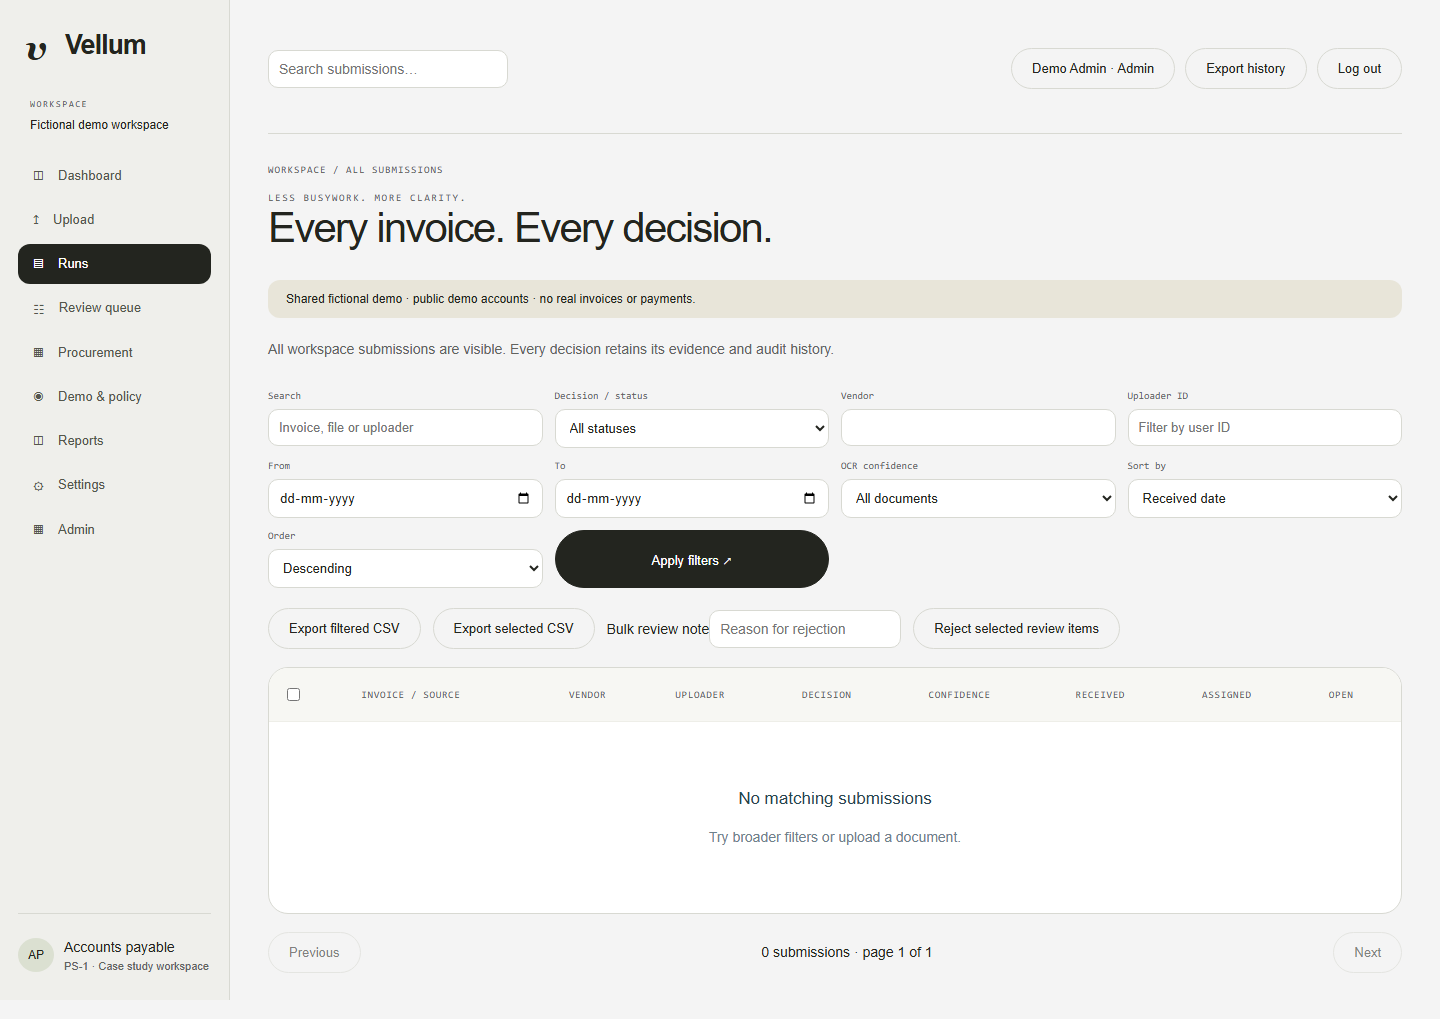 v Vellum
WORKSPACE
Fictional demo workspace
Dashboard
Upload
Runs
Review queue
Procurement
Demo & policy
Reports
Settings
Admin
AP
Accounts payable
PS-1 · Case study workspace
Search submissions…
Demo Admin · Admin
Export history
Log out
WORKSPACE / ALL SUBMISSIONS
LESS BUSYWORK. MORE CLARITY.
Every invoice. Every decision.
Shared fictional demo · public demo accounts · no real invoices or payments.
All workspace submissions are visible. Every decision retains its evidence and audit history.
Search
Decision / status
Vendor
Uploader ID
Invoice, file or uploader
All statuses
Filter by user ID
From
To
OCR confidence
Sort by
dd-mm-yyyy
dd-mm-yyyy
All documents
Received date
Order
Descending
Apply filters ↗
Export filtered CSV
Export selected CSV
Bulk review note
Reason for rejection
Reject selected review items
INVOICE / SOURCE
VENDOR
UPLOADER
DECISION
CONFIDENCE
RECEIVED
ASSIGNED
OPEN
No matching submissions
Try broader filters or upload a document.
Previous
0 submissions · page 1 of 1
Next